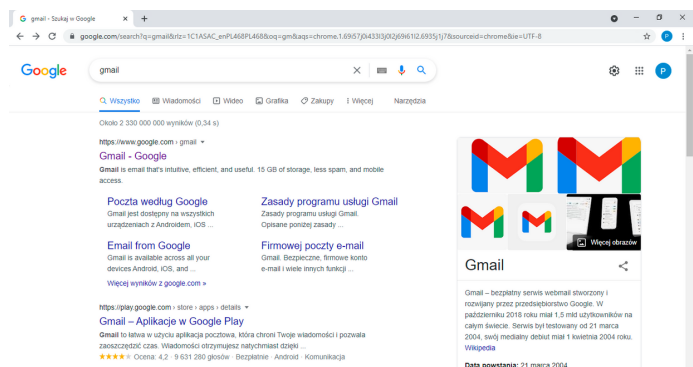 gmail - Szukaj w Google
google.com/search?q=gmail&rlz=1C1ASAC_enPL468PL468&oq=gm&aqs=chrome.1.69i57j0i433l3j0l2j69i61l2.6935j1j7&sourceid=chrome&ie=UTF-8
P
Google
gmail
P
Wszystko Wiadomości Wideo Grafika Zakupy Więcej Narzędzia
Około 2 330 000 000 wyników (0,34 s)
https://www.google.com › gmail
Gmail - Google
Gmail is email that's intuitive, efficient, and useful. 15 GB of storage, less spam, and mobile
access.
Poczta według Google
Gmail jest dostępny na wszystkich
urządzeniach z Androidem, iOS ...
Zasady programu usługi Gmail
Zasady programu usługi Gmail.
Opisane poniżej zasady ...
Email from Google
Gmail is available across all your
devices Android, iOS, and ...
Firmowej poczty e-mail
Gmail. Bezpieczne, firmowe konto
e-mail i wiele innych funkcji ...
Więcej wyników z google.com »
https://play.google.com › store › apps › details
Gmail – Aplikacje w Google Play
Gmail to łatwa w użyciu aplikacja pocztowa, która chroni Twoje wiadomości i pozwala
zaoszczędzić czas. Wiadomości otrzymujesz natychmiast dzięki ...
Ocena: 4,2 · 9 631 280 głosów · Bezpłatnie · Android · Komunikacja
Więcej obrazów
Gmail
Gmail – bezpłatny serwis webmail stworzony i
rozwijany przez przedsiębiorstwo Google. W
październiku 2018 roku miał 1,5 mld użytkowników na
całym świecie. Serwis był testowany od 21 marca
2004, swój medialny debiut miał 1 kwietnia 2004 roku.
Wikipedia
Data powstania: 21 marca 2004